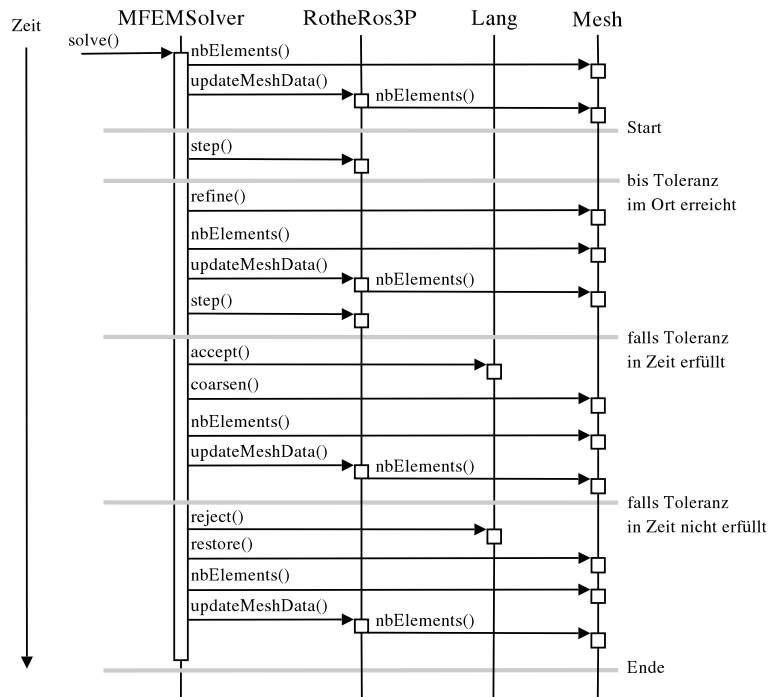 Zeit
MFEMSolver
RotheRos3P
Lang
Mesh
solve()
nbElements()
updateMeshData()
nbElements()
Start
step()
bis Toleranz
im Ort erreicht
refine()
nbElements()
updateMeshData()
nbElements()
step()
falls Toleranz
in Zeit erfüllt
accept()
coarsen()
nbElements()
updateMeshData()
nbElements()
falls Toleranz
in Zeit nicht erfüllt
reject()
restore()
nbElements()
updateMeshData()
nbElements()
Ende